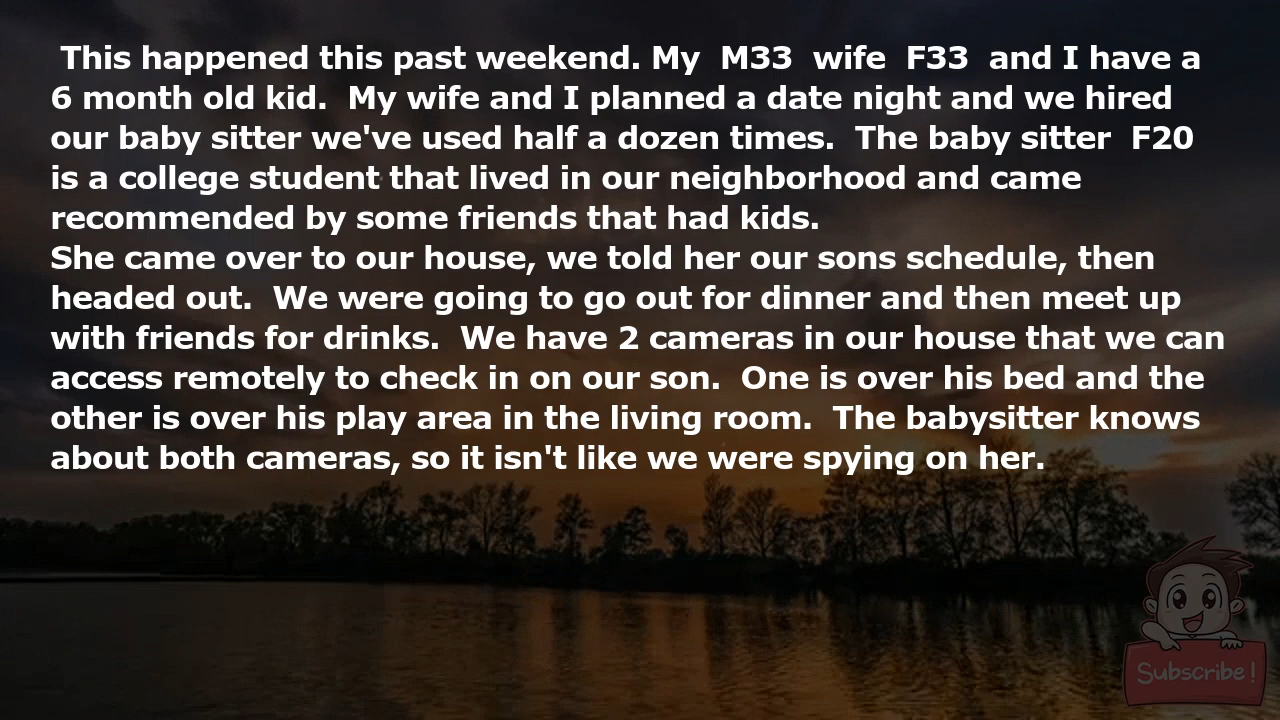 This happened this past weekend. My M33 wife F33 and I have a
6 month old kid. My wife and I planned a date night and we hired
our baby sitter we've used half a dozen times. The baby sitter F20
is a college student that lived in our neighborhood and came
recommended by some friends that had kids.
She came over to our house, we told her our sons schedule, then
headed out. We were going to go out for dinner and then meet up
with friends for drinks. We have 2 cameras in our house that we can
access remotely to check in on our son. One is over his bed and the
other is over his play area in the living room. The babysitter knows
about both cameras, so it isn't like we were spying on her.
Subscribe!